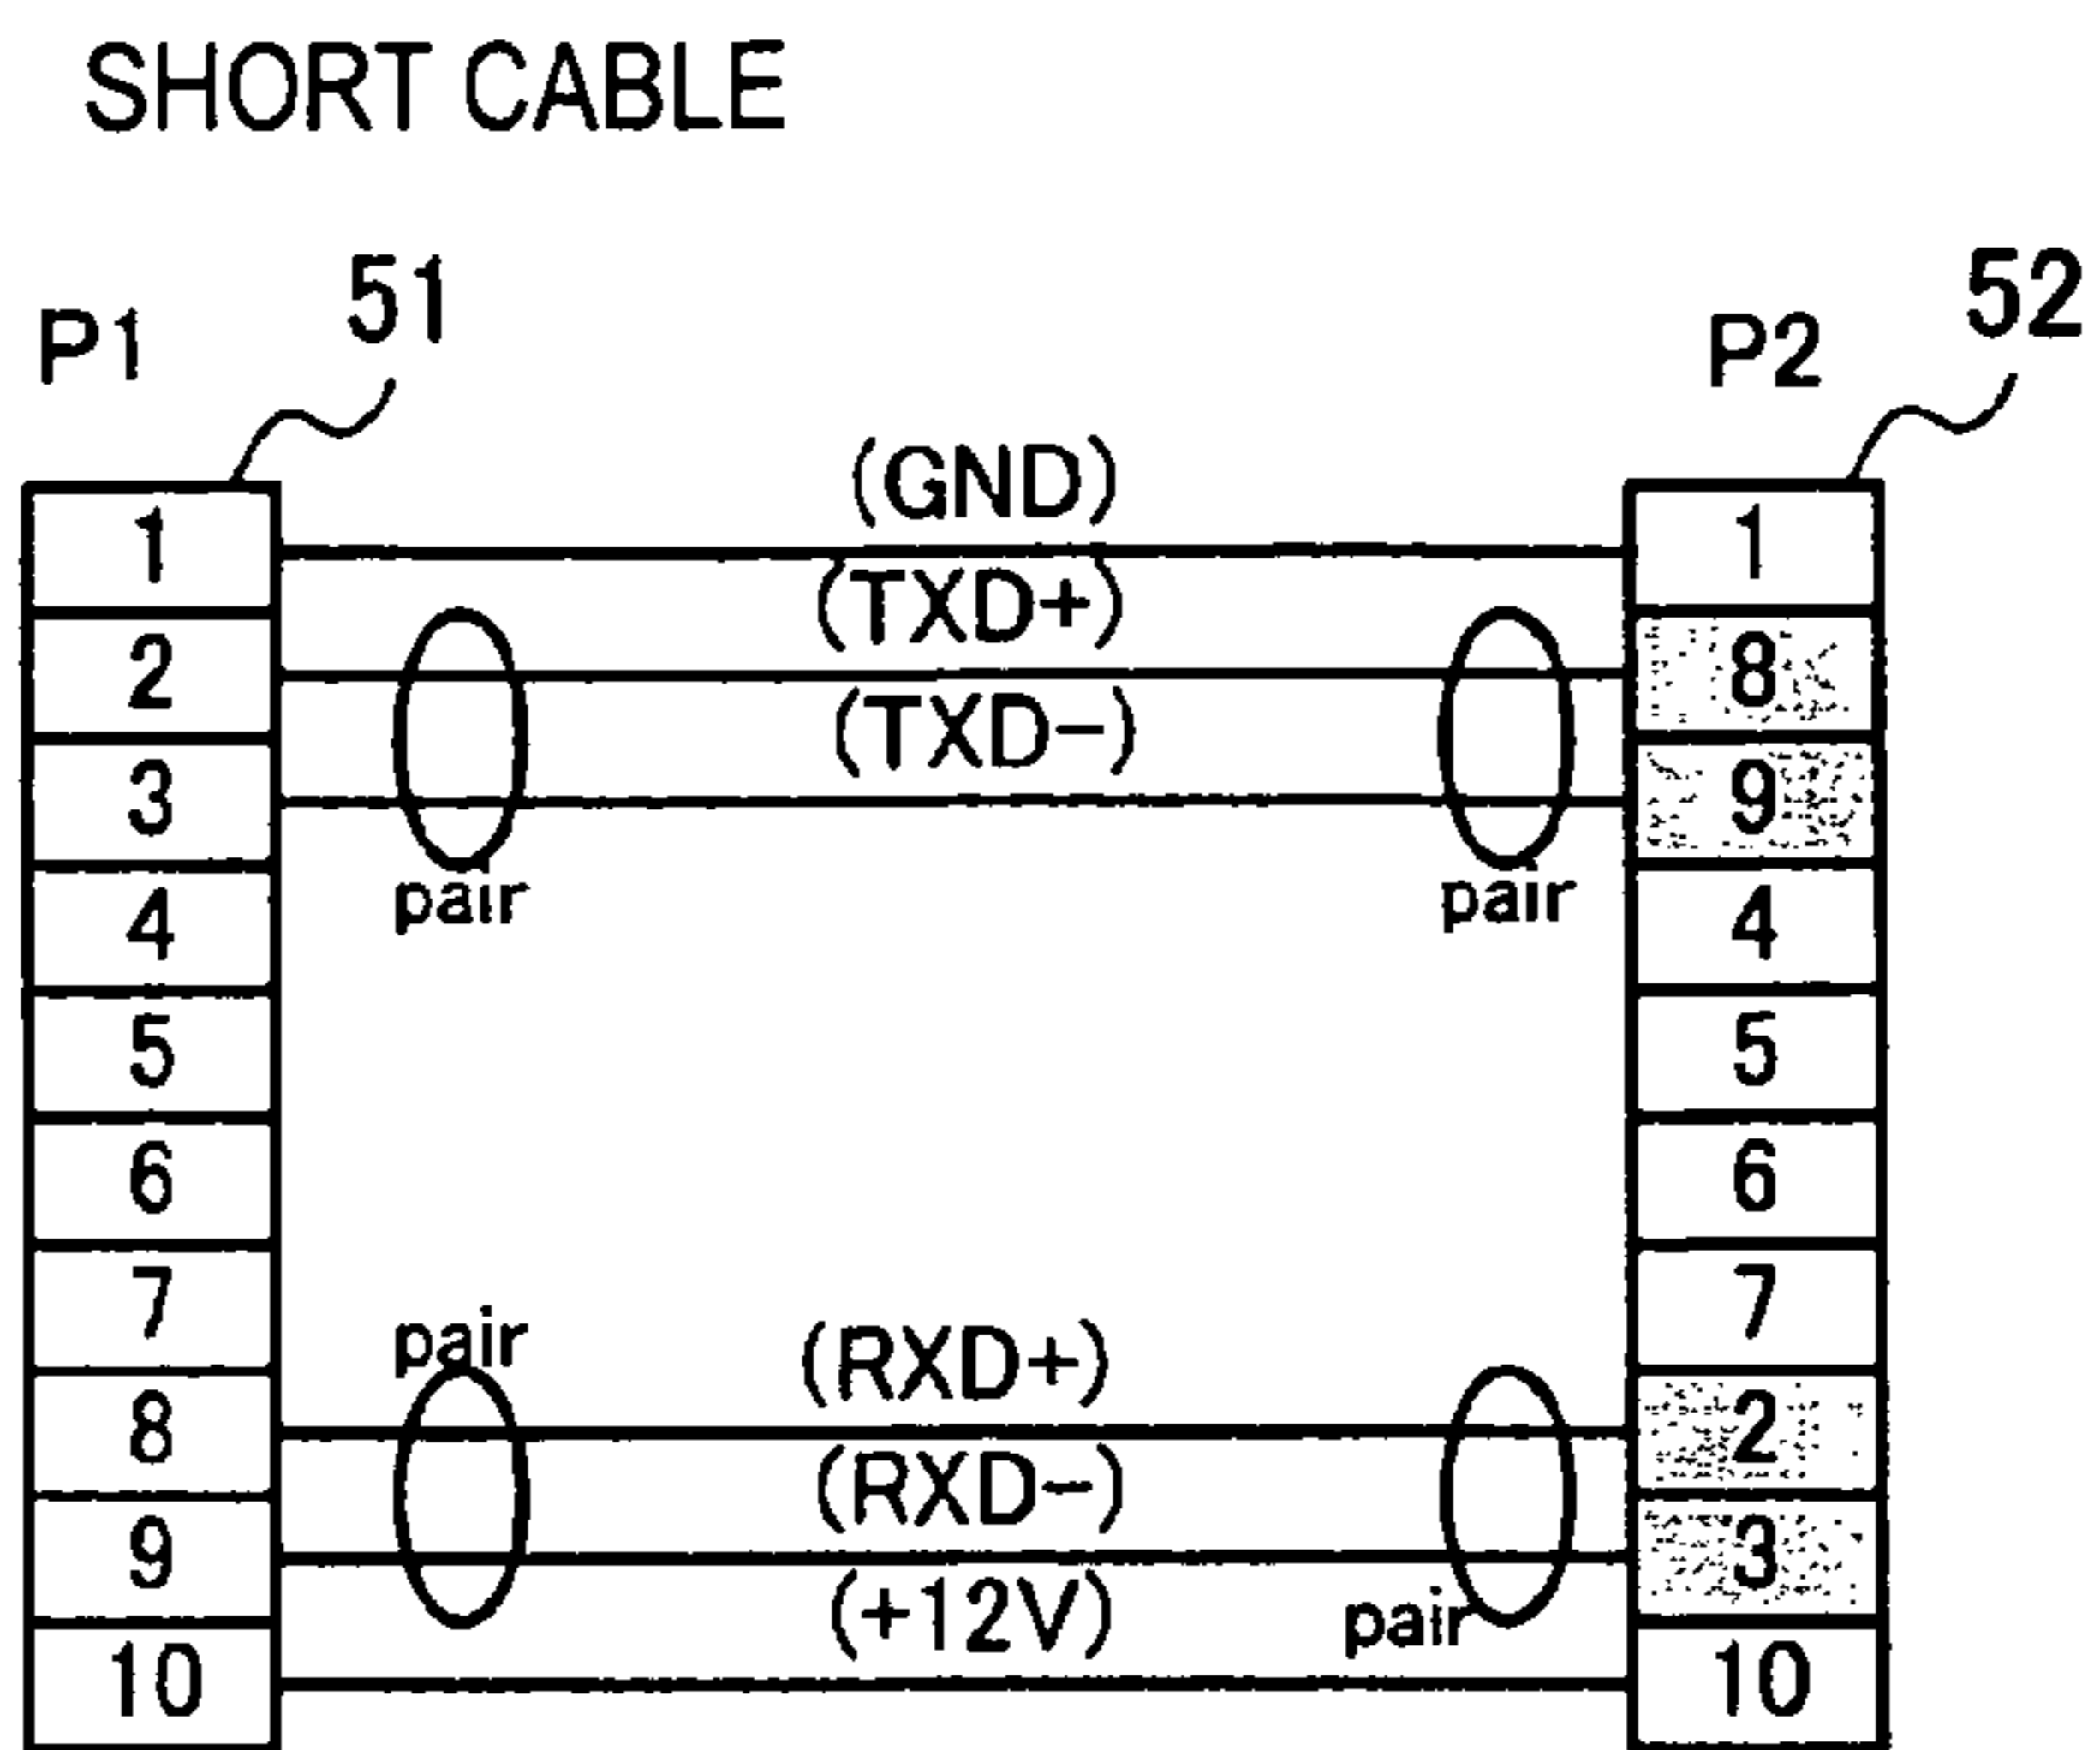 SHORT CABLE
51 52
P1 P2
(GND)
1 1
(TXD+)
2 8
(TXD-)
3 9
pair pair
4 4
5 5
6 6
7 7
pair (RXD+)
8 2
(RXD-)
9 3
(+12V) pair
10 10